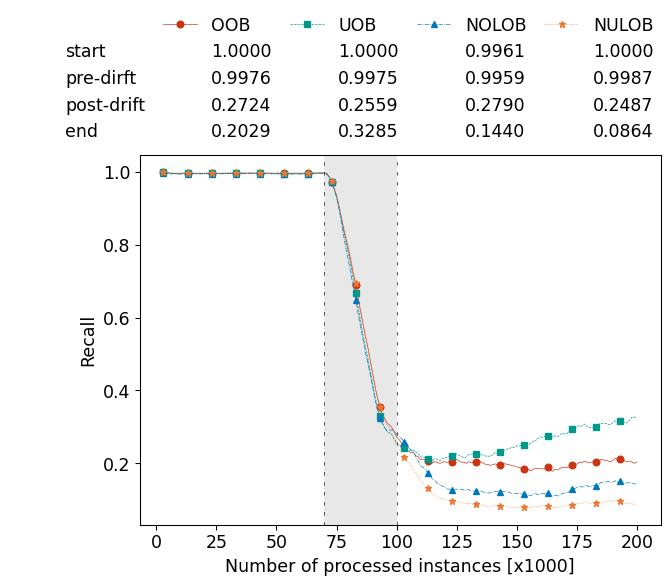 OOB UOB NOLOB NULOB
start 1.0000 1.0000 0.9961 1.0000
pre-dirft 0.9976 0.9975 0.9959 0.9987
post-drift 0.2724 0.2559 0.2790 0.2487
end 0.2029 0.3285 0.1440 0.0864
1.0
0.8
0.6
0.4
0.2
Recall
0 25 50 75 100 125 150 175 200
Number of processed instances [x1000]